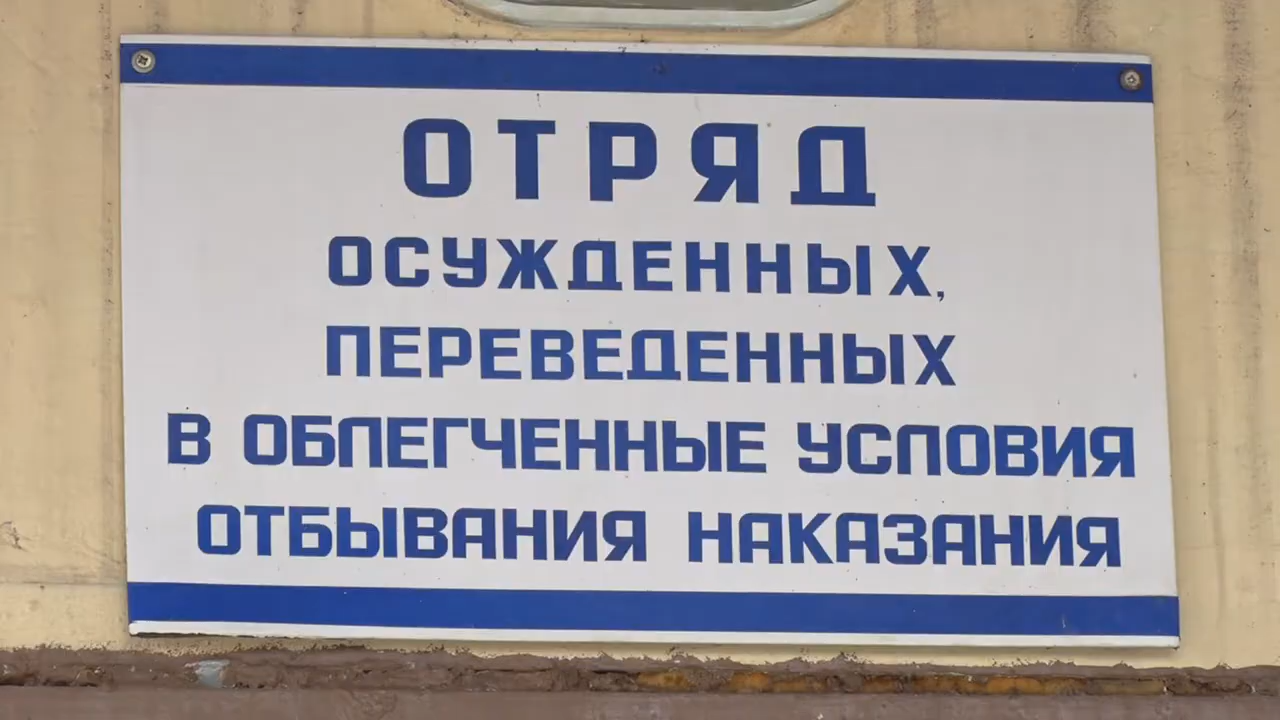 ОТРЯД
ОСУЖДЕННЫХ,
ПЕРЕВЕДЕННЫХ
В ОБЛЕГЧЕННЫЕ УСЛОВИЯ
ОТБЫВАНИЯ НАКАЗАНИЯ